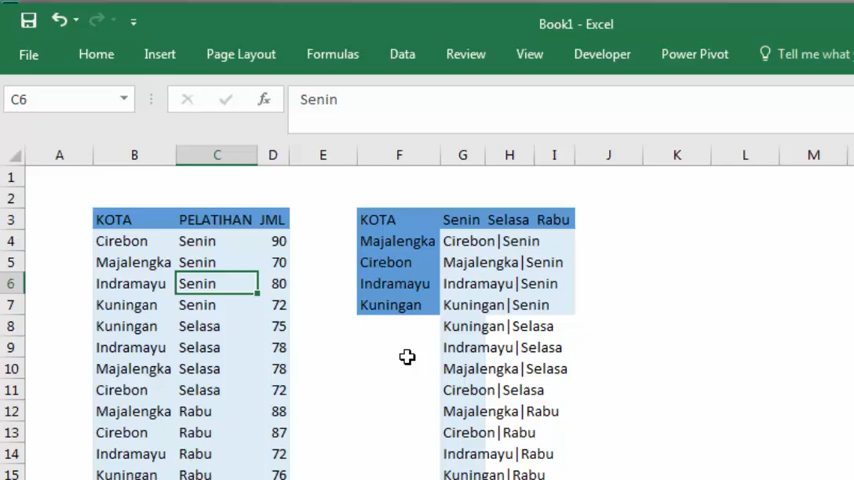 Book1 - Excel
File Home Insert Page Layout Formulas Data Review View Developer Power Pivot Tell me what
C6 fx Senin
A B C D E F G H I J K L M
1
2
3 KOTA PELATIHAN JML KOTA Senin Selasa Rabu
4 Cirebon Senin 90 Majalengka Cirebon|Senin
5 Majalengka Senin 70 Cirebon Majalengka|Senin
6 Indramayu Senin 80 Indramayu Indramayu|Senin
7 Kuningan Senin 72 Kuningan Kuningan|Senin
8 Kuningan Selasa 75 Kuningan|Selasa
9 Indramayu Selasa 78 Indramayu|Selasa
10 Majalengka Selasa 78 Majalengka|Selasa
11 Cirebon Selasa 72 Cirebon|Selasa
12 Majalengka Rabu 88 Majalengka|Rabu
13 Cirebon Rabu 87 Cirebon|Rabu
14 Indramayu Rabu 72 Indramayu|Rabu
15 Kuningan Rabu 76 Kuningan|Rabu